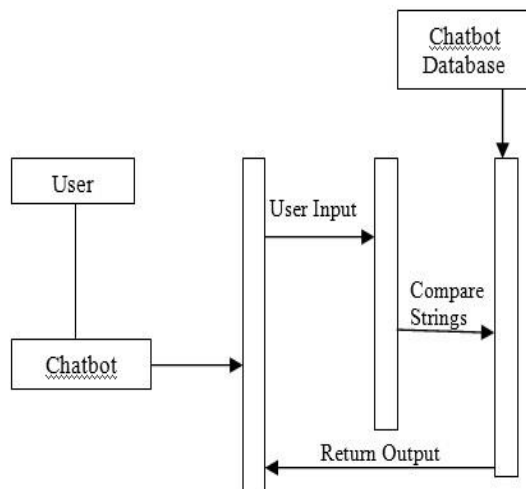 Chatbot
Database
User
User Input
Compare
Strings
Chatbot
Return Output